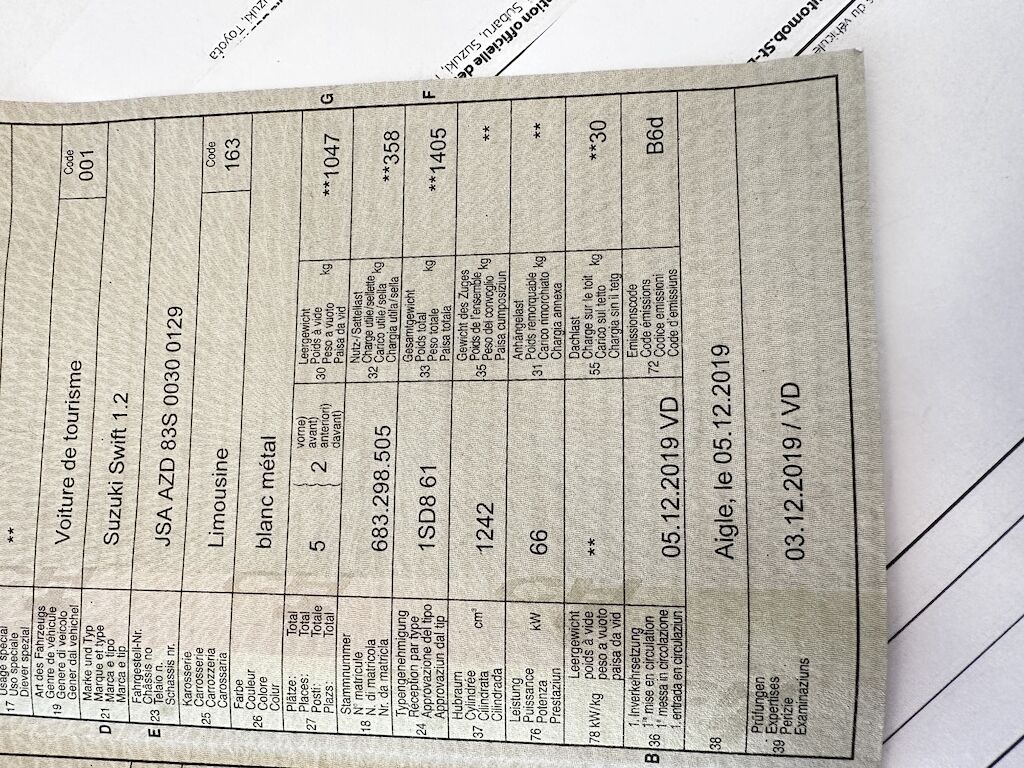 Usage spécial
Uso speciale
Diever spezial
17 **
Art des Fahrzeugs
Genre de véhicule
Genere di veicolo
Gener dal vehichel
19 Voiture de tourisme
Code
001
Marke und Typ
Marque et type
Marca e tipo
Marca e tip
D 21 Suzuki Swift 1.2
Fahrgestell-Nr.
Châssis no
Telaio n.
Schassis nr.
E 23 JSA AZD 83S 0030 0129
Karosserie
Carrosserie
Carrozzeria
Carossaria
25 Limousine
Code
163
Farbe
Couleur
Colore
Colur
26 blanc métal
Plätze: Total
Places: Total
Posti: Totale
Plazs: Total
27 5 2
vorne)
avant)
anteriori)
davant)
Leergewicht
Poids à vide
Peso a vuoto
Paisa da vid
30 kg **1047 G
Stammnummer
N° matricule
N. di matricola
Nr. da matricla
18 683.298.505
Nutz-/Sattellast
Charge utile/sellette
Carico utile/sella
Chargia utila/sella
32 kg **358
Typengenehmigung
Réception par type
Approvazione del tipo
Approvaziun dal tip
24 1SD8 61
Gesamtgewicht
Poids total
Peso totale
Paisa totala
33 kg **1405 F
Hubraum
Cylindrée
Cilindrata
Cilindrada
37 cm³ 1242
Gewicht des Zuges
Poids de l'ensemble
Peso del convoglio
Paisa cumposiziun
35 kg **
Leistung
Puissance
Potenza
Prestaziun
76 kW 66
Anhängelast
Poids remorquable
Carico rimorchiato
Chargia annexa
31 kg **
Leergewicht
poids à vide
peso a vuoto
paisa da vid
78 kW/kg **
Dachlast
Charge sur le toit
Carico sul tetto
Chargia sin il tetg
55 kg **30
1. Inverkehrsetzung
1re mise en circulation
1a messa in circolazione
1. entrada en circulaziun
B 36 05.12.2019 VD
Emissionscode
Code émissions
Codice emissioni
Code d'emissiuns
72 B6d
38 Aigle, le 05.12.2019
Prüfungen
Expertises
Perizie
Examinaziuns
39 03.12.2019 / VD
Suzuki, Toyota
tion officielle de
Subaru, Suzuki,
utomob.St-L
du véhicule